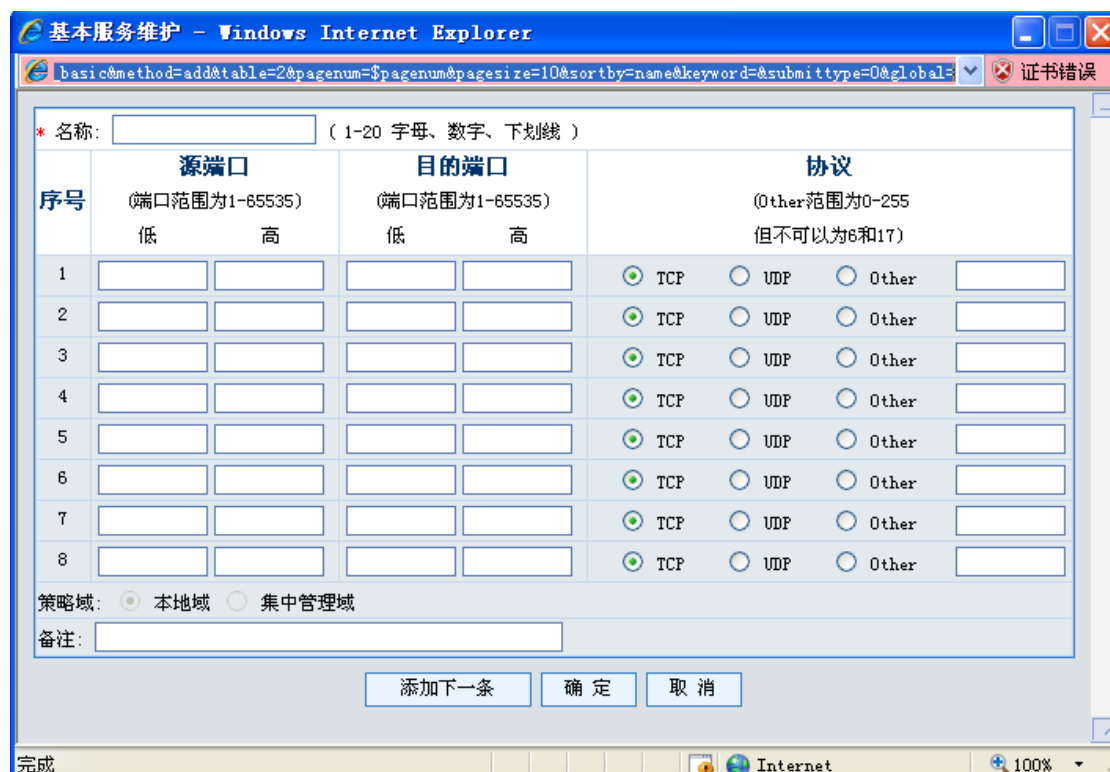 基本服务维护 - Windows Internet Explorer
_basic&method=add&table=2&pagenum=$pagenum&pagesize=10&sortby=name&keyword=&submittype=0&global= 证书错误
* 名称: ( 1-20 字母、数字、下划线 )
序号 源端口 目的端口 协议
(端口范围为1-65535) (端口范围为1-65535) (Other范围为0-255
低 高 低 高 但不可以为6和17)
1 TCP UDP Other
2 TCP UDP Other
3 TCP UDP Other
4 TCP UDP Other
5 TCP UDP Other
6 TCP UDP Other
7 TCP UDP Other
8 TCP UDP Other
策略域: 本地域 集中管理域
备注:
添加下一条 确 定 取 消
完成 Internet 100%